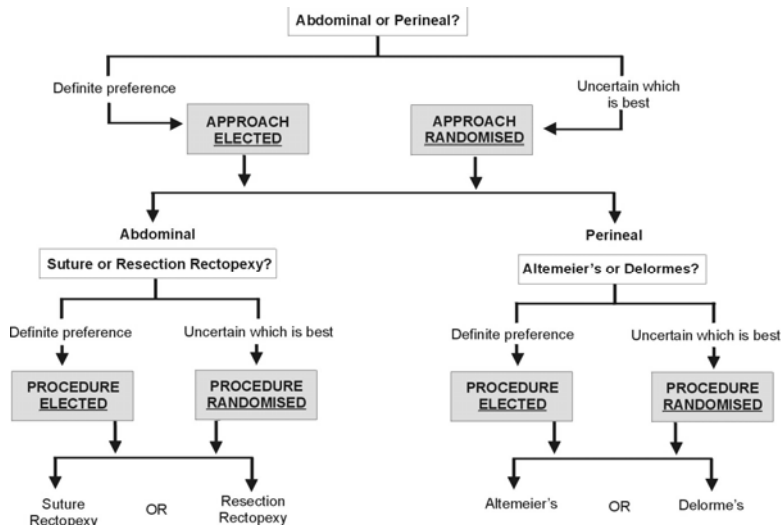 Abdominal or Perineal?
Definite preference
Uncertain which
is best
APPROACH
ELECTED
APPROACH
RANDOMISED
Abdominal
Perineal
Suture or Resection Rectopexy?
Altemeier's or Delormes?
Definite preference
Uncertain which is best
Definite preference
Uncertain which is best
PROCEDURE
ELECTED
PROCEDURE
RANDOMISED
PROCEDURE
ELECTED
PROCEDURE
RANDOMISED
Suture
Rectopexy
OR
Resection
Rectopexy
Altemeier's
OR
Delorme's